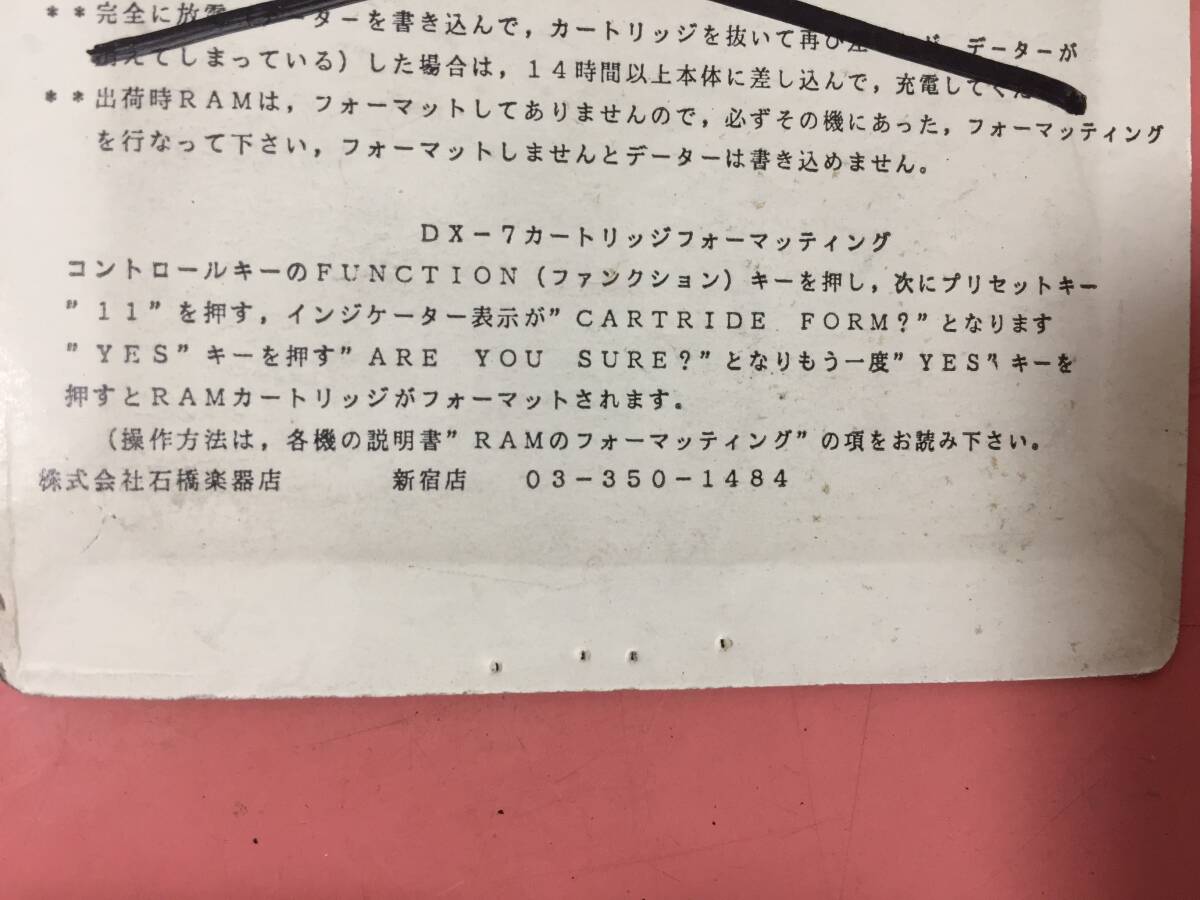 **完全に放電(データーを書き込んで,カートリッジを抜いて再び データーが
消えてしまっている)した場合は,14時間以上本体に差し込んで,充電して
**出荷時RAMは,フォーマットしてありませんので,必ずその機にあった,フォーマッティング
を行なって下さい,フォーマットしませんとデーターは書き込めません。
DX-7カートリッジフォーマッティング
コントロールキーのFUNCTION(ファンクション)キーを押し,次にプリセットキー
"11"を押す,インジケーター表示が"CARTRIDE FORM?"となります
"YES"キーを押す"ARE YOU SURE?"となりもう一度"YES"キーを
押すとRAMカートリッジがフォーマットされます。
(操作方法は,各機の説明書"RAMのフォーマッティング"の項をお読み下さい。
株式会社石橋楽器店 新宿店 03-350-1484